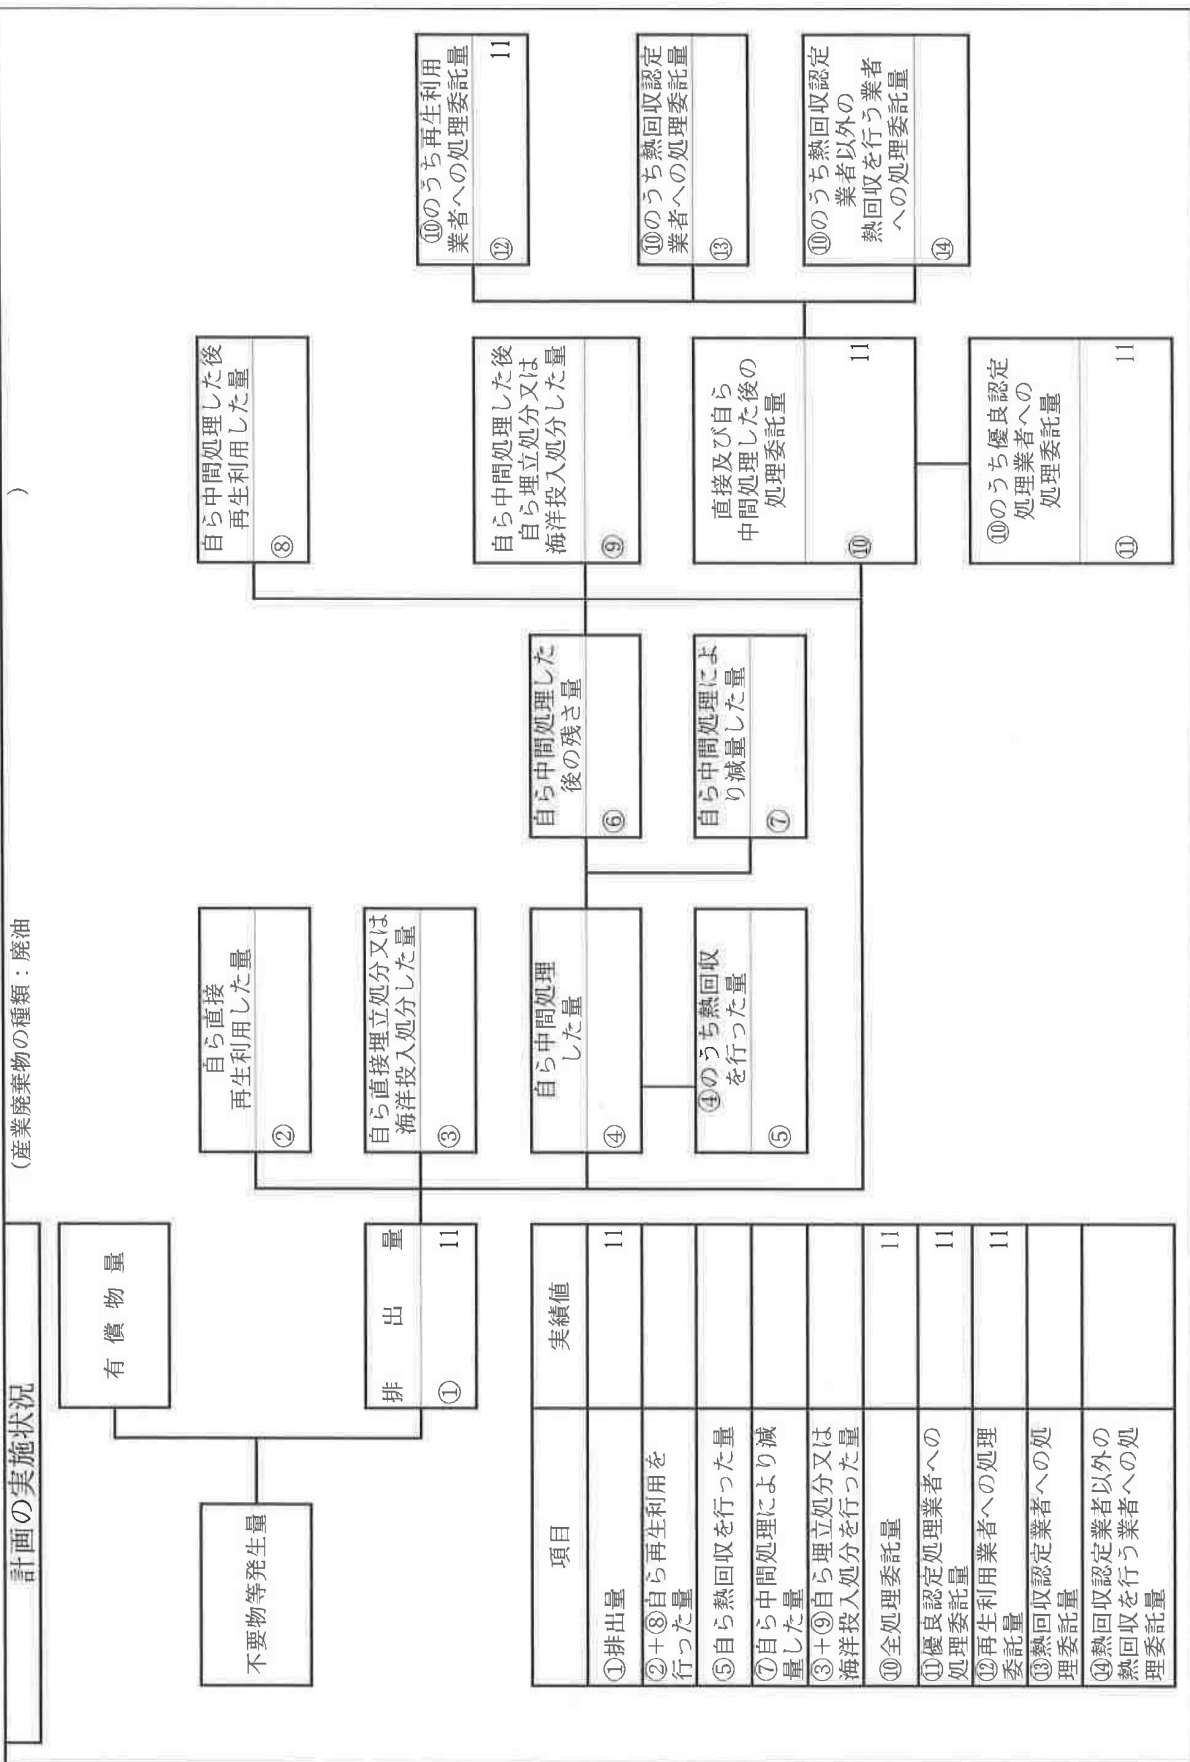 計画の実施状況
(産業廃棄物の種類：廃油
)
不要物等発生量
有償物量
排出量
① 11
自ら直接
再生利用した量
②
自ら直接埋立処分又は
海洋投入処分した量
③
自ら中間処理
した量
④
④のうち熱回収
を行った量
⑤
自ら中間処理した
後の残さ量
⑥
自ら中間処理によ
り減量した量
⑦
自ら中間処理した後
再生利用した量
⑧
自ら中間処理した後
自ら埋立処分又は
海洋投入処分した量
⑨
直接及び自ら
中間処理した後の
処理委託量
⑩ 11
⑩のうち優良認定
処理業者への
処理委託量
⑪ 11
⑩のうち再生利用
業者への処理委託量
⑫ 11
⑩のうち熱回収認定
業者への処理委託量
⑬
⑩のうち熱回収認定
業者以外の
熱回収を行う業者
への処理委託量
⑭
項目 実績値
①排出量 11
②+⑧自ら再生利用を
行った量
⑤自ら熱回収を行った量
⑦自ら中間処理により減
量した量
③+⑨自ら埋立処分又は
海洋投入処分を行った量
⑩全処理委託量 11
⑪優良認定処理業者への
処理委託量 11
⑫再生利用業者への処理
委託量 11
⑬熱回収認定業者への処
理委託量
⑭熱回収認定業者以外の
熱回収を行う業者への処
理委託量